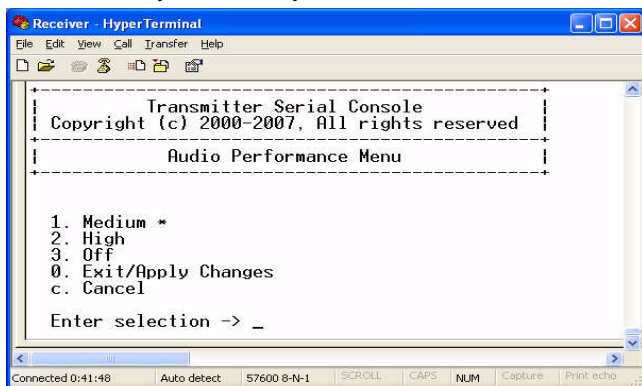 Receiver - HyperTerminal
File Edit View Call Transfer Help
Transmitter Serial Console
Copyright (c) 2000-2007, All rights reserved
Audio Performance Menu
1. Medium *
2. High
3. Off
0. Exit/Apply Changes
c. Cancel
Enter selection -> _
Connected 0:41:48 Auto detect 57600 8-N-1 SCROLL CAPS NUM Capture Print echo